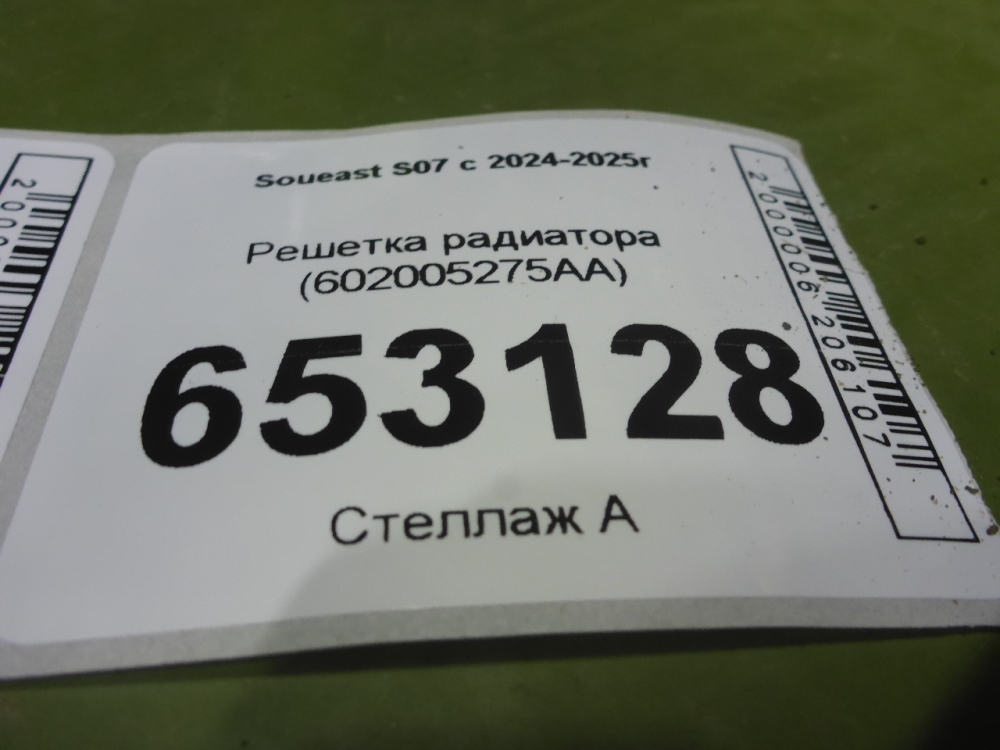 Soueast S07 с 2024-2025г
Решетка радиатора
(602005275AA)
653128
Стеллаж А
2000006206107